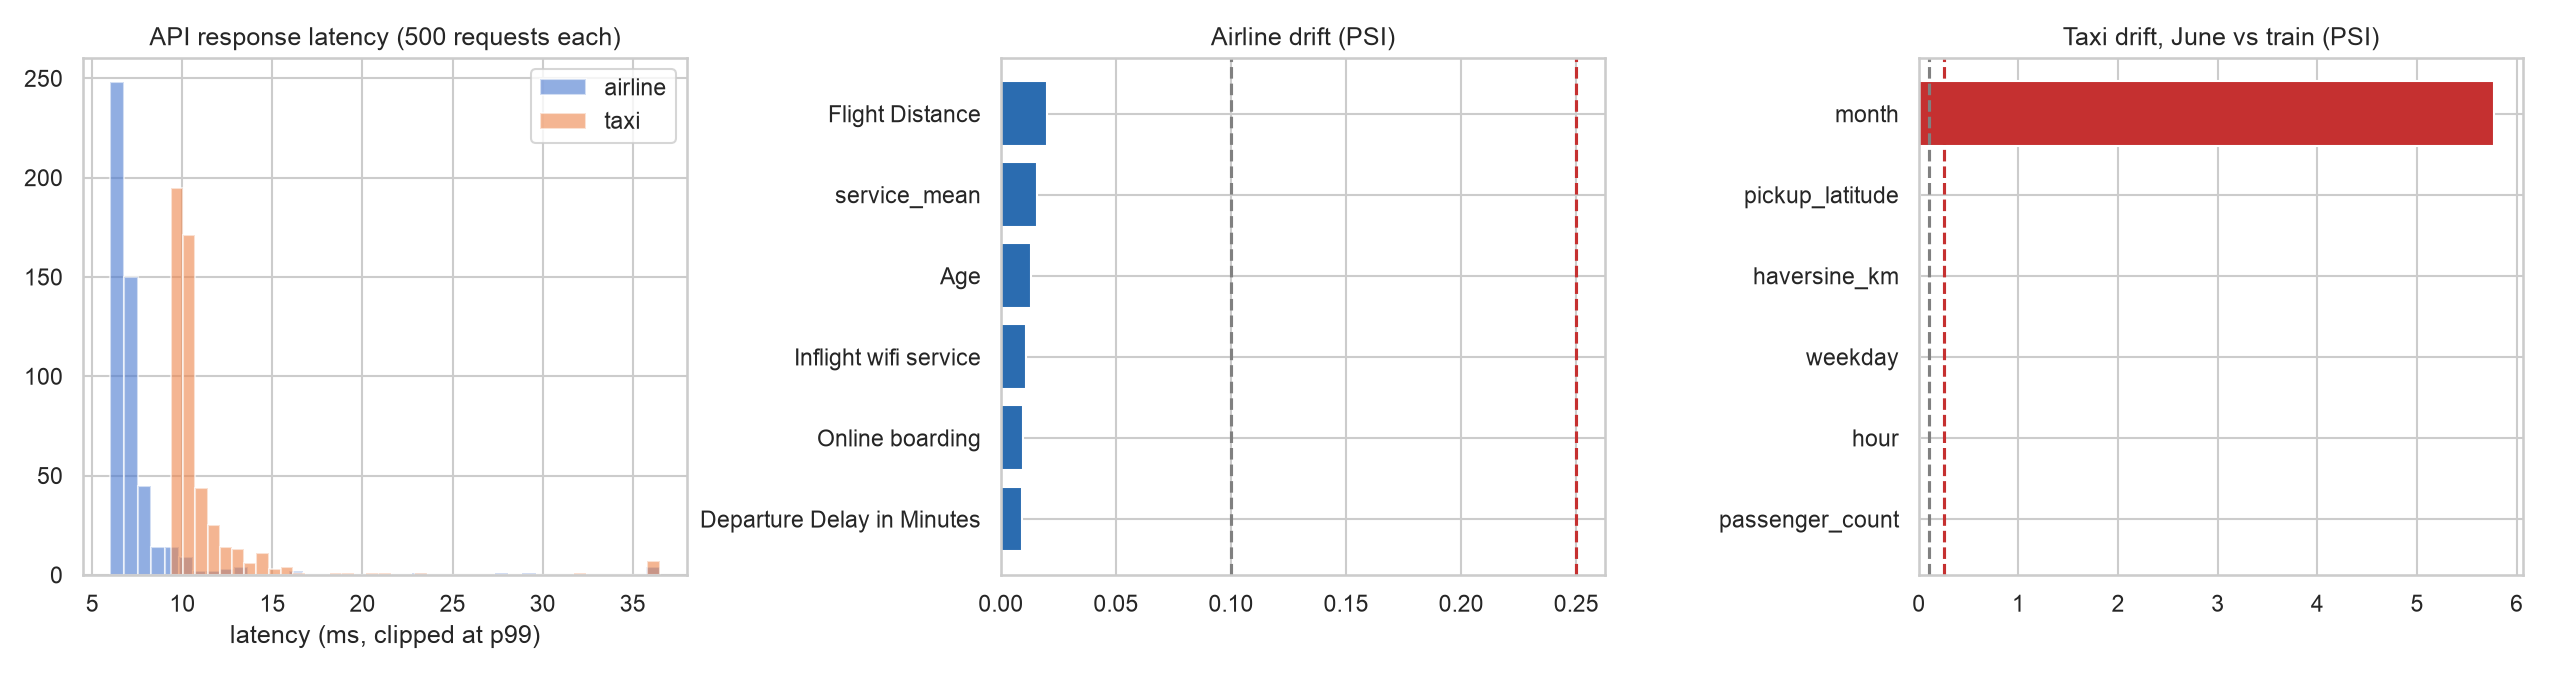 API response latency (500 requests each)
250
200
150
100
50
0
airline
taxi
5 10 15 20 25 30 35
latency (ms, clipped at p99)
Airline drift (PSI)
Flight Distance
service_mean
Age
Inflight wifi service
Online boarding
Departure Delay in Minutes
0.00 0.05 0.10 0.15 0.20 0.25
Taxi drift, June vs train (PSI)
month
pickup_latitude
haversine_km
weekday
hour
passenger_count
0 1 2 3 4 5 6